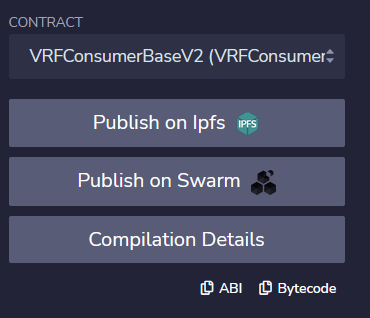 CONTRACT
VRFConsumerBaseV2 (VRFConsumer
Publish on Ipfs IPFS
Publish on Swarm
Compilation Details
ABI Bytecode